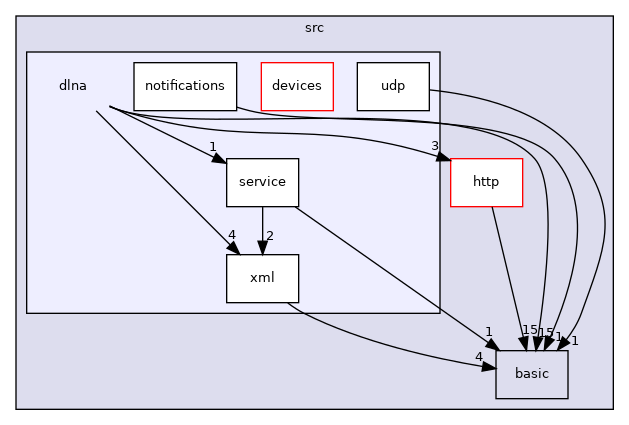 src
dlna
notifications
devices
udp
1
3
service
http
4
2
xml
1
15
15
1
1
4
basic